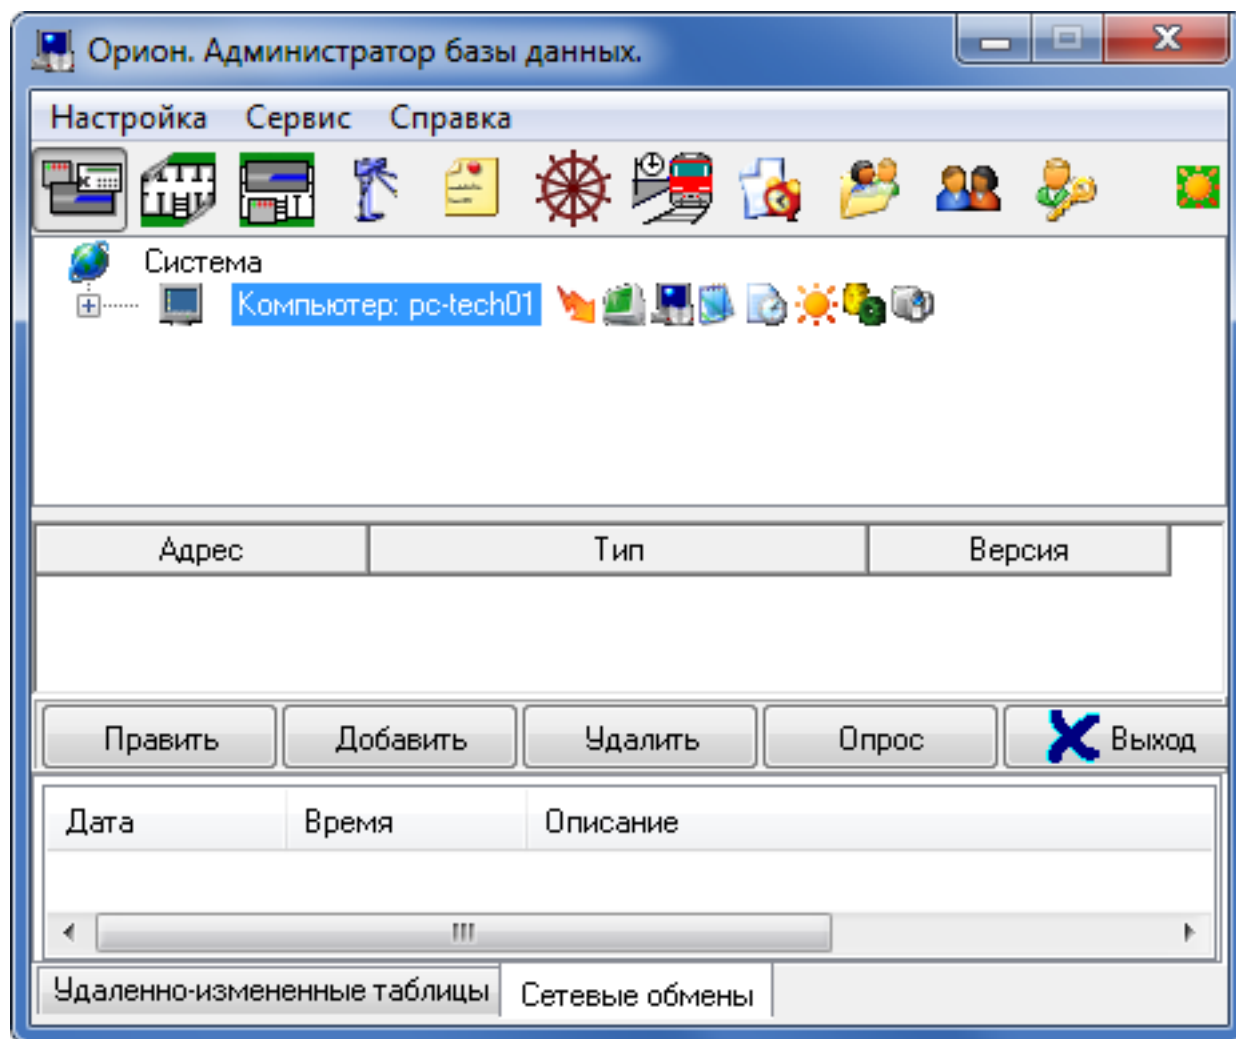 Орион. Администратор базы данных.
Настройка Сервис Справка
Система
Компьютер: pc-tech01
Адрес Тип Версия
Править Добавить Удалить Опрос Выход
Дата Время Описание
Удаленно-измененные таблицы Сетевые обмены